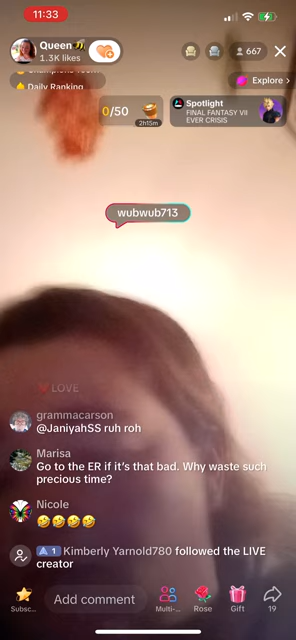 11:33
Queen🐝
1.3K likes
667
Daily Ranking
Explore >
0/50
2h15m
Spotlight
FINAL FANTASY VII
EVER CRISIS
wubwub713
LOVE
grammacarson
@JaniyahSS ruh roh
Marisa
Go to the ER if it's that bad. Why waste such
precious time?
Nicole
🤣🤣🤣🤣
1 Kimberly Yarnold780 followed the LIVE
creator
Subsc...
Add comment
Multi-...
Rose
Gift
19